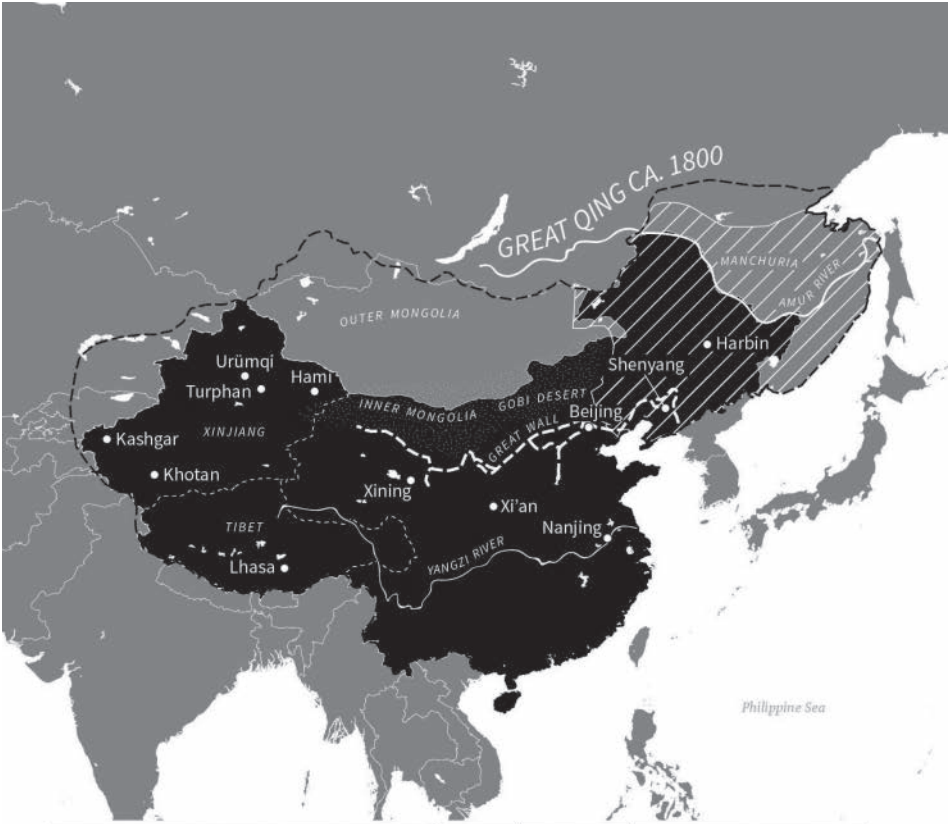 GREAT QING CA. 1800
MANCHURIA
AMUR RIVER
OUTER MONGOLIA
Harbin
Urümqi
Shenyang
Hami
Turphan
INNER MONGOLIA
GOBI DESERT
Beijing
GREAT WALL
Kashgar
XINJIANG
Khotan
Xining
Xi'an
TIBET
Nanjing
YANGZI RIVER
Lhasa
Philippine Sea